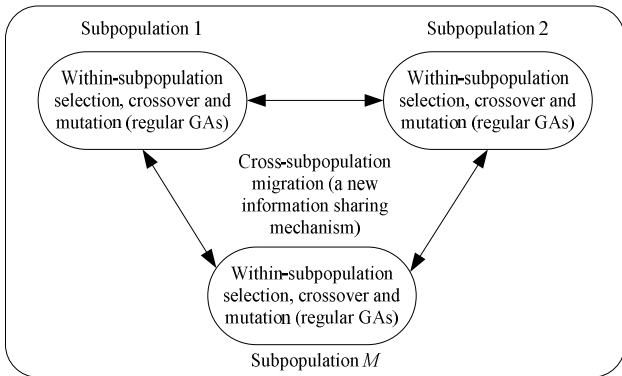 Subpopulation 1
Subpopulation 2
Within-subpopulation
selection, crossover and
mutation (regular GAs)
Within-subpopulation
selection, crossover and
mutation (regular GAs)
Cross-subpopulation
migration (a new
information sharing
mechanism)
Within-subpopulation
selection, crossover and
mutation (regular GAs)
Subpopulation M